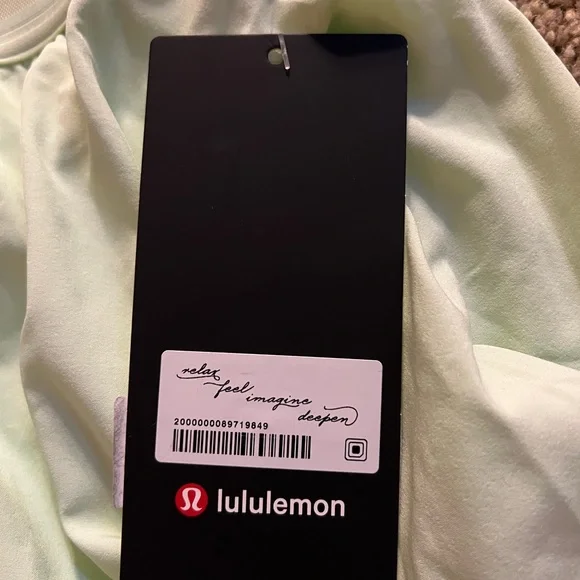 relax
feel
imagine
deepen
2000000089719849
lululemon